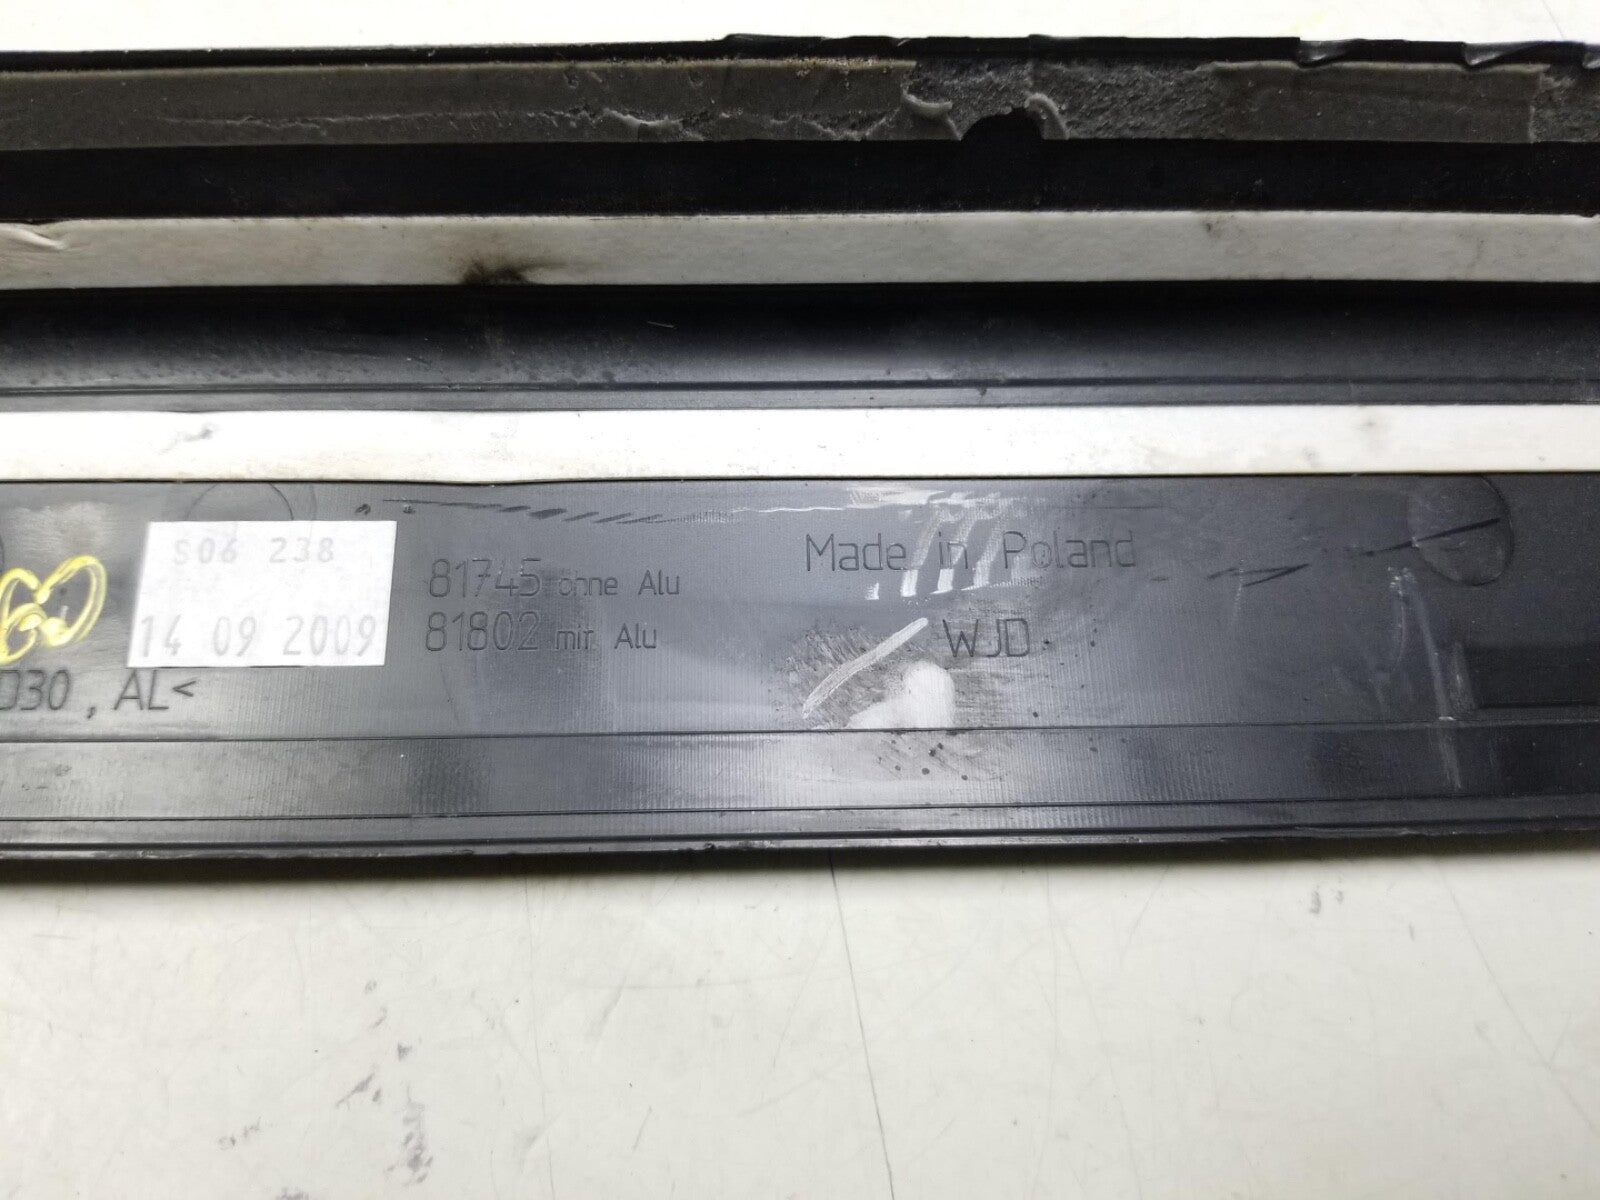 S06 238
14 09 2009
81745 ohne Alu
81802 mit Alu
Made in Poland
WJD
D30 , AL<